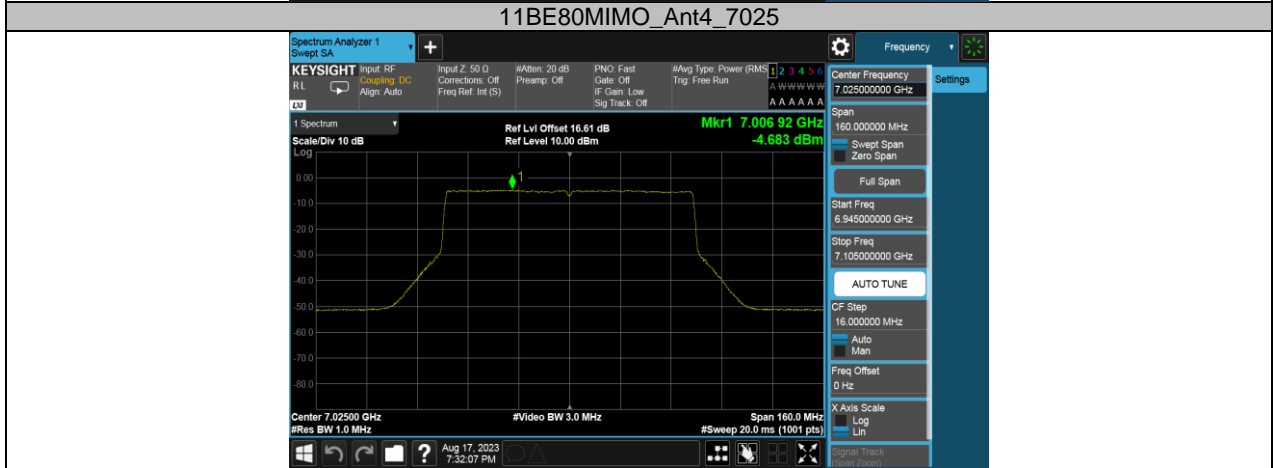 11BE80MIMO_Ant4_7025
Spectrum Analyzer 1
Swept SA
Frequency
KEYSIGHT
RL
LXI
Input: RF
Coupling: DC
Align: Auto
Input Z: 50 Ω
Corrections: Off
Freq Ref: Int (S)
#Atten: 20 dB
Preamp: Off
PNO: Fast
Gate: Off
IF Gain: Low
Sig Track: Off
#Avg Type: Power (RMS
Trig: Free Run
1 2 3 4 5 6
A W W W W W
A A A A A A
Center Frequency
7.025000000 GHz
Settings
Span
160.000000 MHz
Swept Span
Zero Span
Full Span
Start Freq
6.945000000 GHz
Stop Freq
7.105000000 GHz
AUTO TUNE
CF Step
16.000000 MHz
Auto
Man
Freq Offset
0 Hz
X Axis Scale
Log
Lin
Signal Track
(Span Zoom)
1 Spectrum
Scale/Div 10 dB
Log
Ref Lvl Offset 16.61 dB
Ref Level 10.00 dBm
Mkr1 7.006 92 GHz
-4.683 dBm
1
0.00
-10.0
-20.0
-30.0
-40.0
-50.0
-60.0
-70.0
-80.0
Center 7.02500 GHz
#Res BW 1.0 MHz
#Video BW 3.0 MHz
Span 160.0 MHz
#Sweep 20.0 ms (1001 pts)
?
Aug 17, 2023
7:32:07 PM